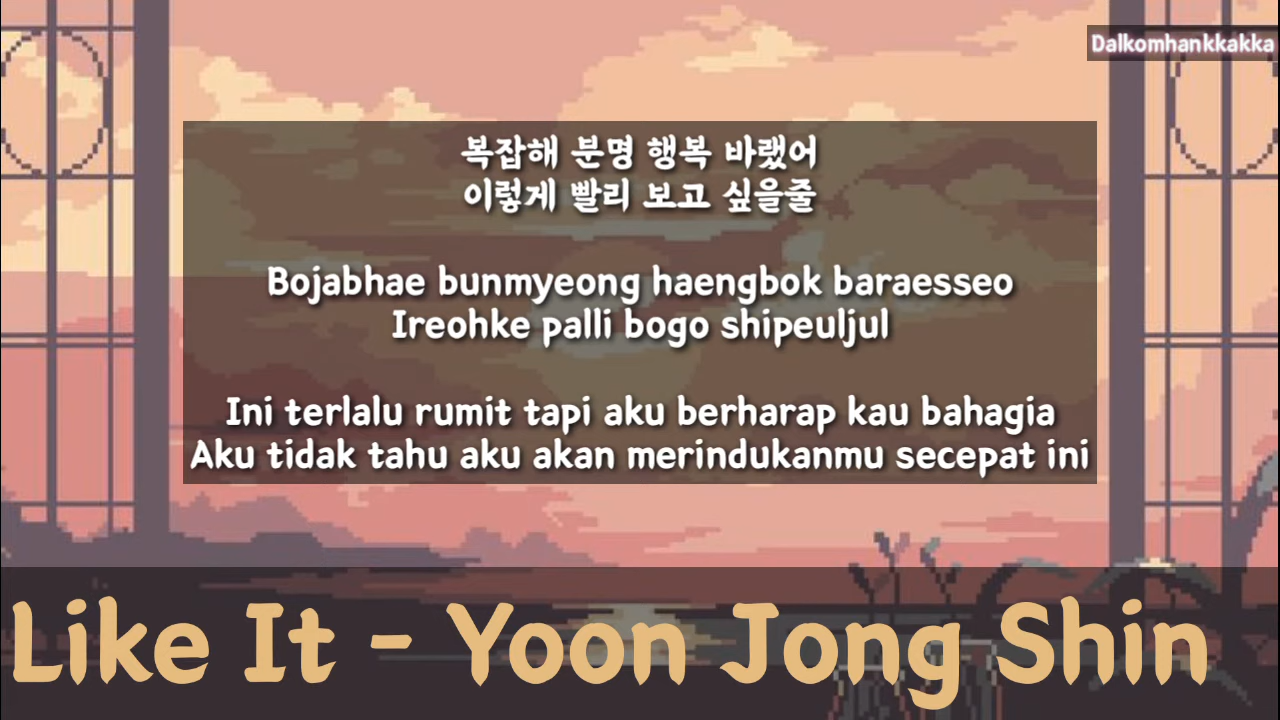 Dalkomhankkakka
복잡해 분명 행복 바랬어
이렇게 빨리 보고 싶을줄
Bojabhae bunmyeong haengbok baraesseo
Ireohke palli bogo shipeuljul
Ini terlalu rumit tapi aku berharap kau bahagia
Aku tidak tahu aku akan merindukanmu secepat ini
Like It - Yoon Jong Shin